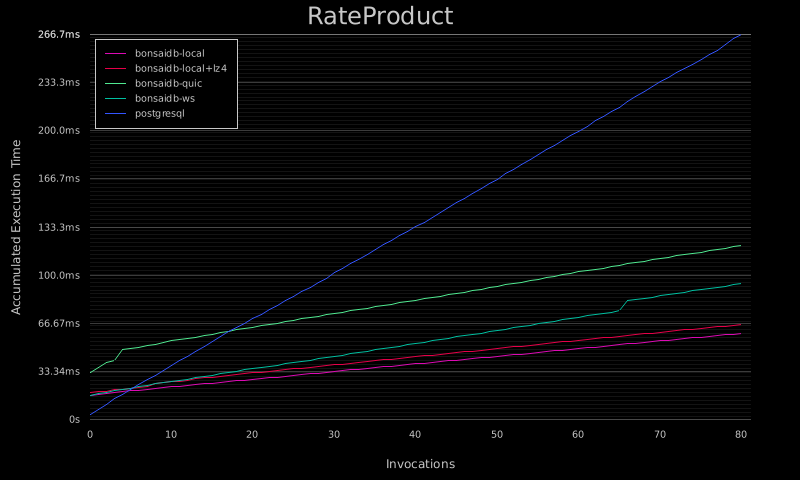 RateProduct
266.7ms
233.3ms
200.0ms
166.7ms
133.3ms
100.0ms
66.67ms
33.34ms
0s
Accumulated Execution Time
bonsaidb-local
bonsaidb-local+lz4
bonsaidb-quic
bonsaidb-ws
postgresql
0 10 20 30 40 50 60 70 80
Invocations